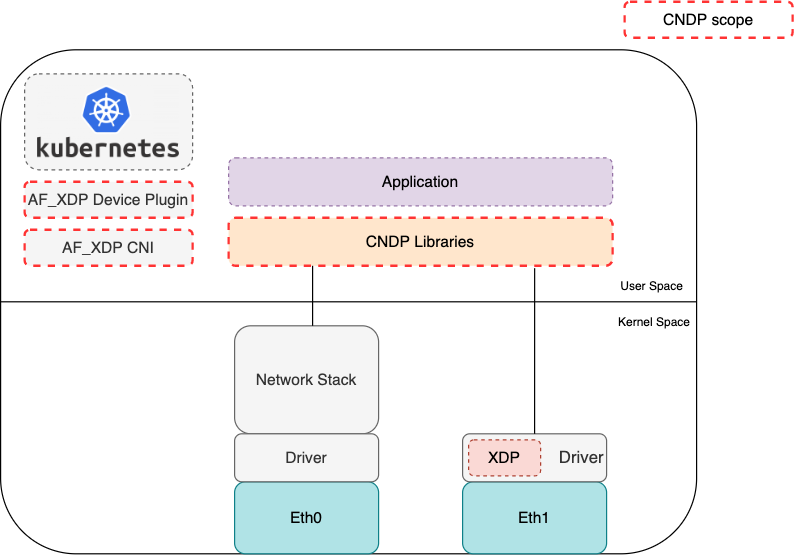 CNDP scope
kubernetes
AF_XDP Device Plugin
AF_XDP CNI
Application
CNDP Libraries
User Space
Kernel Space
Network Stack
Driver
Eth0
XDP
Driver
Eth1